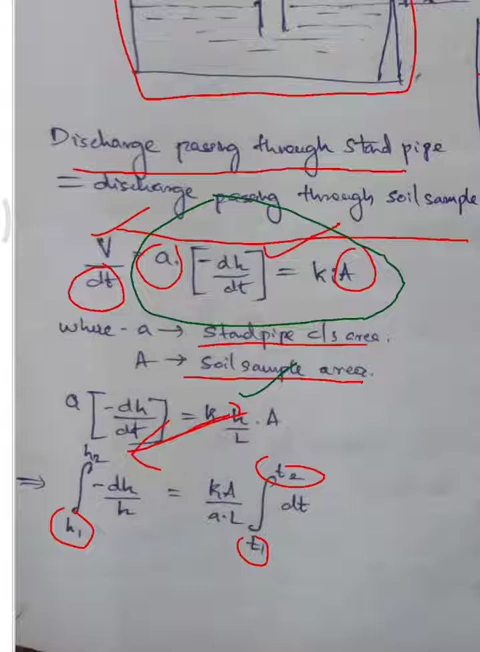 Discharge passing through stand pipe
= discharge passing through soil sample
V/dt = a. [-dh/dt] = k i A
where - a → Standpipe c/s area.
A → Soil sample area.
a [-dh/dt] = k h/L . A
⇒ ∫_{h₁}^{h₂} -dh/h = kA/a.L ∫_{t₁}^{t₂} dt